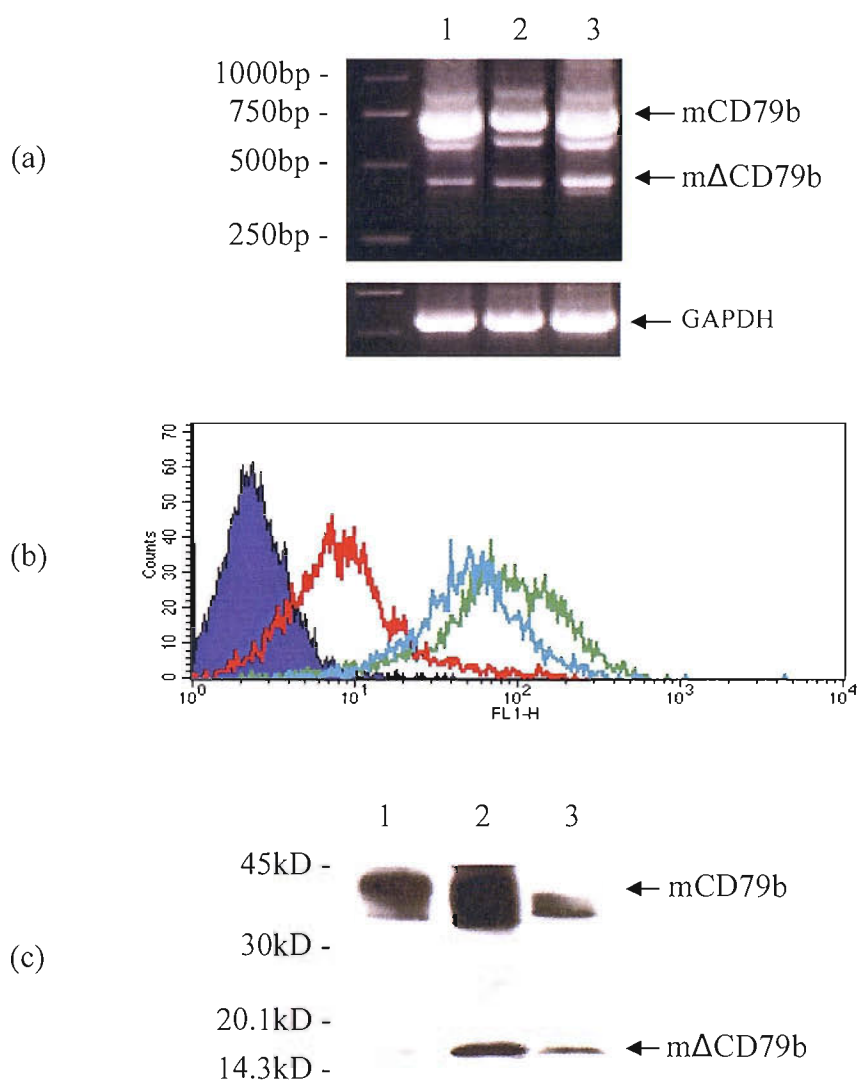 (a)
1 2 3
1000bp -
750bp -
500bp -
250bp -
mCD79b
mΔCD79b
GAPDH
(b)
Counts
70
60
50
40
30
20
10
0
10⁰ 10¹ 10² 10³ 10⁴
FL1-H
(c)
1 2 3
45kD -
30kD -
20.1kD -
14.3kD -
mCD79b
mΔCD79b